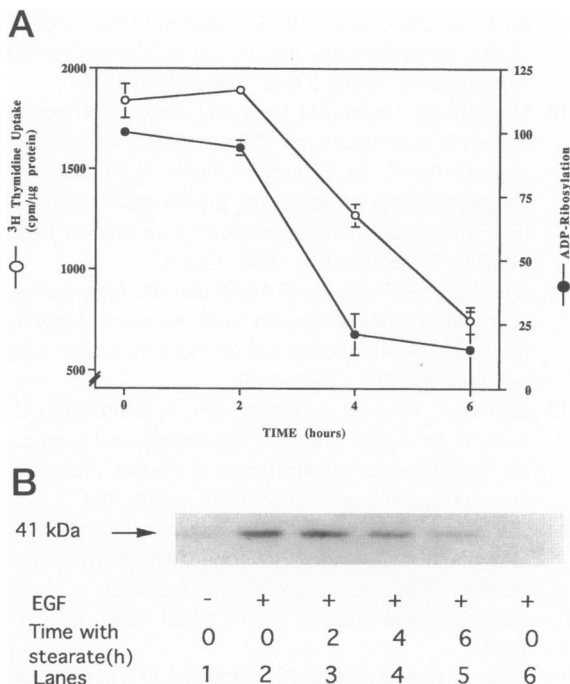 A
2000
1500
1000
500
³H Thymidine Uptake
(cpm/µg protein)
125
100
75
50
25
0
ADP-Ribosylation
0 2 4 6
TIME (hours)
B
41 kDa
EGF + + + + +
Time with 0 0 2 4 6 0
stearate(h)
Lanes 1 2 3 4 5 6